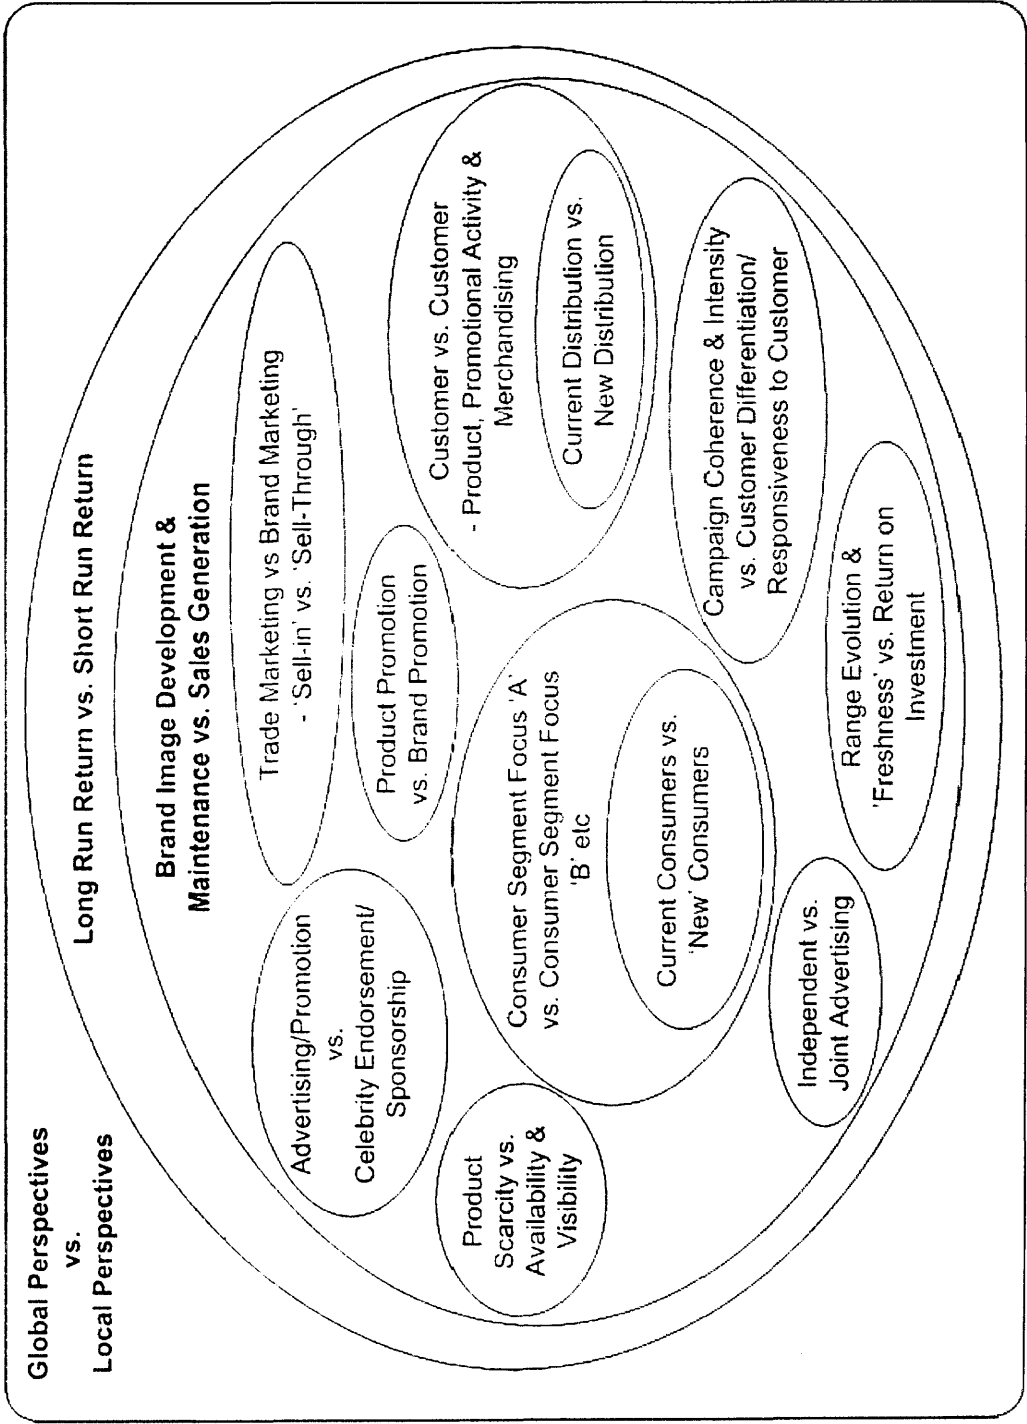 Global Perspectives
vs.
Local Perspectives
Long Run Return vs. Short Run Return
Brand Image Development &
Maintenance vs. Sales Generation
Trade Marketing vs Brand Marketing
- 'Sell-in' vs. 'Sell-Through'
Advertising/Promotion
vs.
Celebrity Endorsement/
Sponsorship
Product Promotion
vs. Brand Promotion
Customer vs. Customer
- Product, Promotional Activity &
Merchandising
Current Distribution vs.
New Distribution
Product
Scarcity vs.
Availability &
Visibility
Consumer Segment Focus 'A'
vs. Consumer Segment Focus
'B' etc
Current Consumers vs.
'New' Consumers
Campaign Coherence & Intensity
vs. Customer Differentiation/
Responsiveness to Customer
Independent vs.
Joint Advertising
Range Evolution &
'Freshness' vs. Return on
Investment